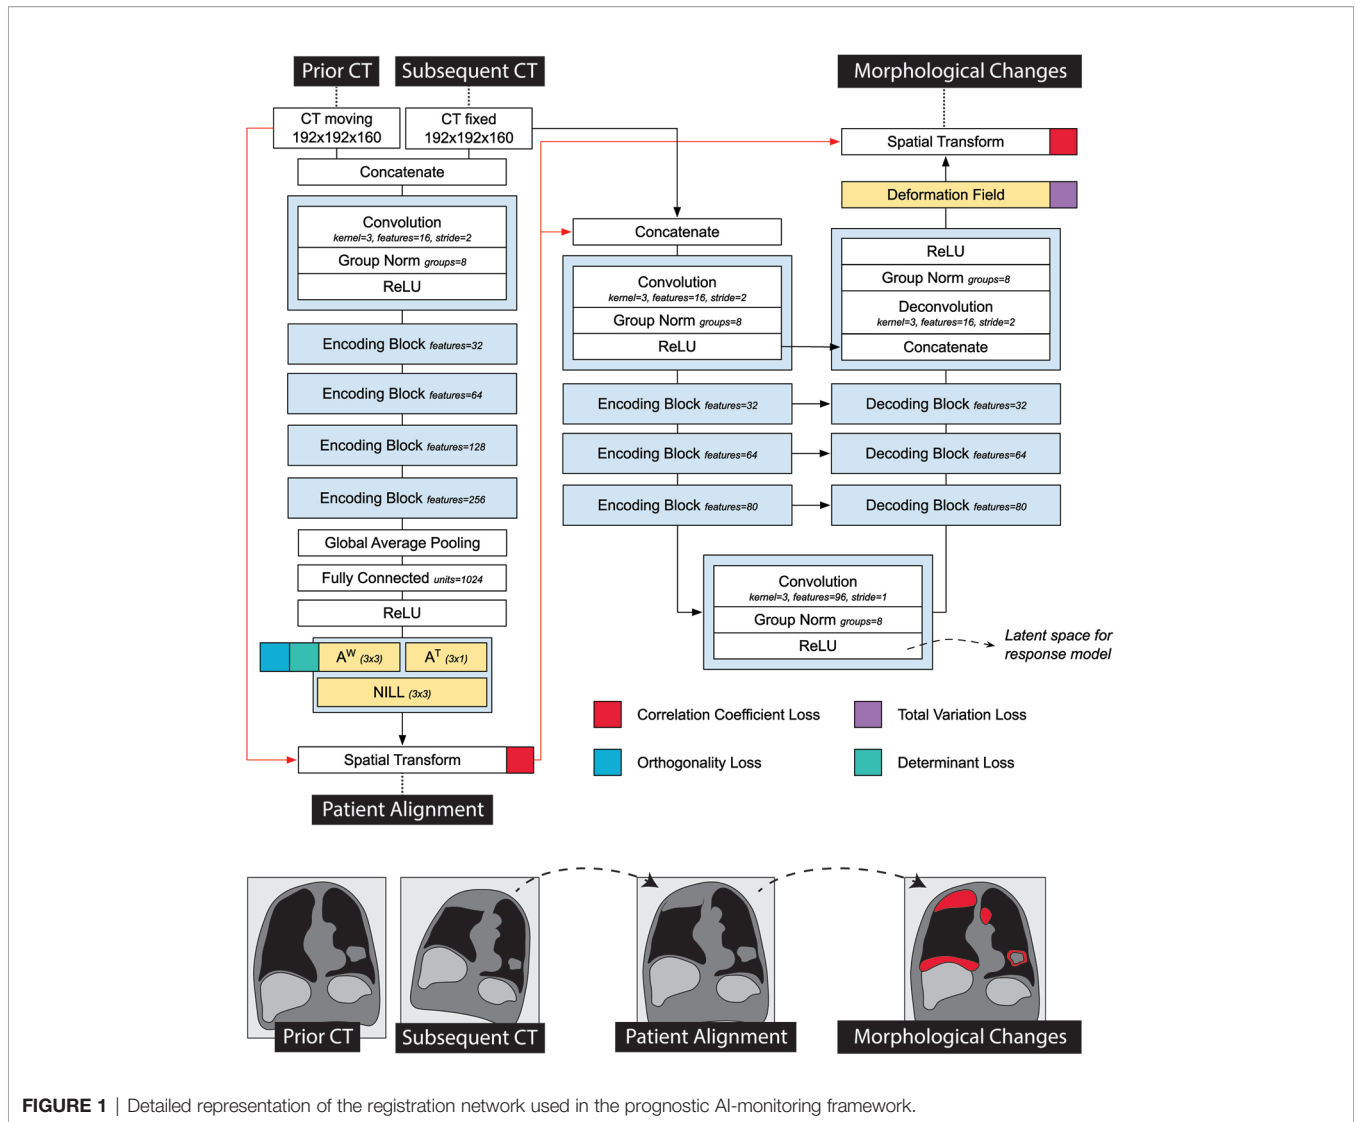 Prior CT
Subsequent CT
CT moving
192x192x160
CT fixed
192x192x160
Concatenate
Convolution
kernel=3, features=16, stride=2
Group Norm groups=8
ReLU
Encoding Block features=32
Encoding Block features=64
Encoding Block features=128
Encoding Block features=256
Global Average Pooling
Fully Connected units=1024
ReLU
A^W (3x3)
A^T (3x1)
NILL (3x3)
Spatial Transform
Patient Alignment
Concatenate
Convolution
kernel=3, features=16, stride=2
Group Norm groups=8
ReLU
Encoding Block features=32
Encoding Block features=64
Encoding Block features=80
Convolution
kernel=3, features=96, stride=1
Group Norm groups=8
ReLU
Latent space for
response model
Morphological Changes
Spatial Transform
Deformation Field
ReLU
Group Norm groups=8
Deconvolution
kernel=3, features=16, stride=2
Concatenate
Decoding Block features=32
Decoding Block features=64
Decoding Block features=80
Correlation Coefficient Loss
Total Variation Loss
Orthogonality Loss
Determinant Loss
Prior CT
Subsequent CT
Patient Alignment
Morphological Changes
FIGURE 1 | Detailed representation of the registration network used in the prognostic AI-monitoring framework.